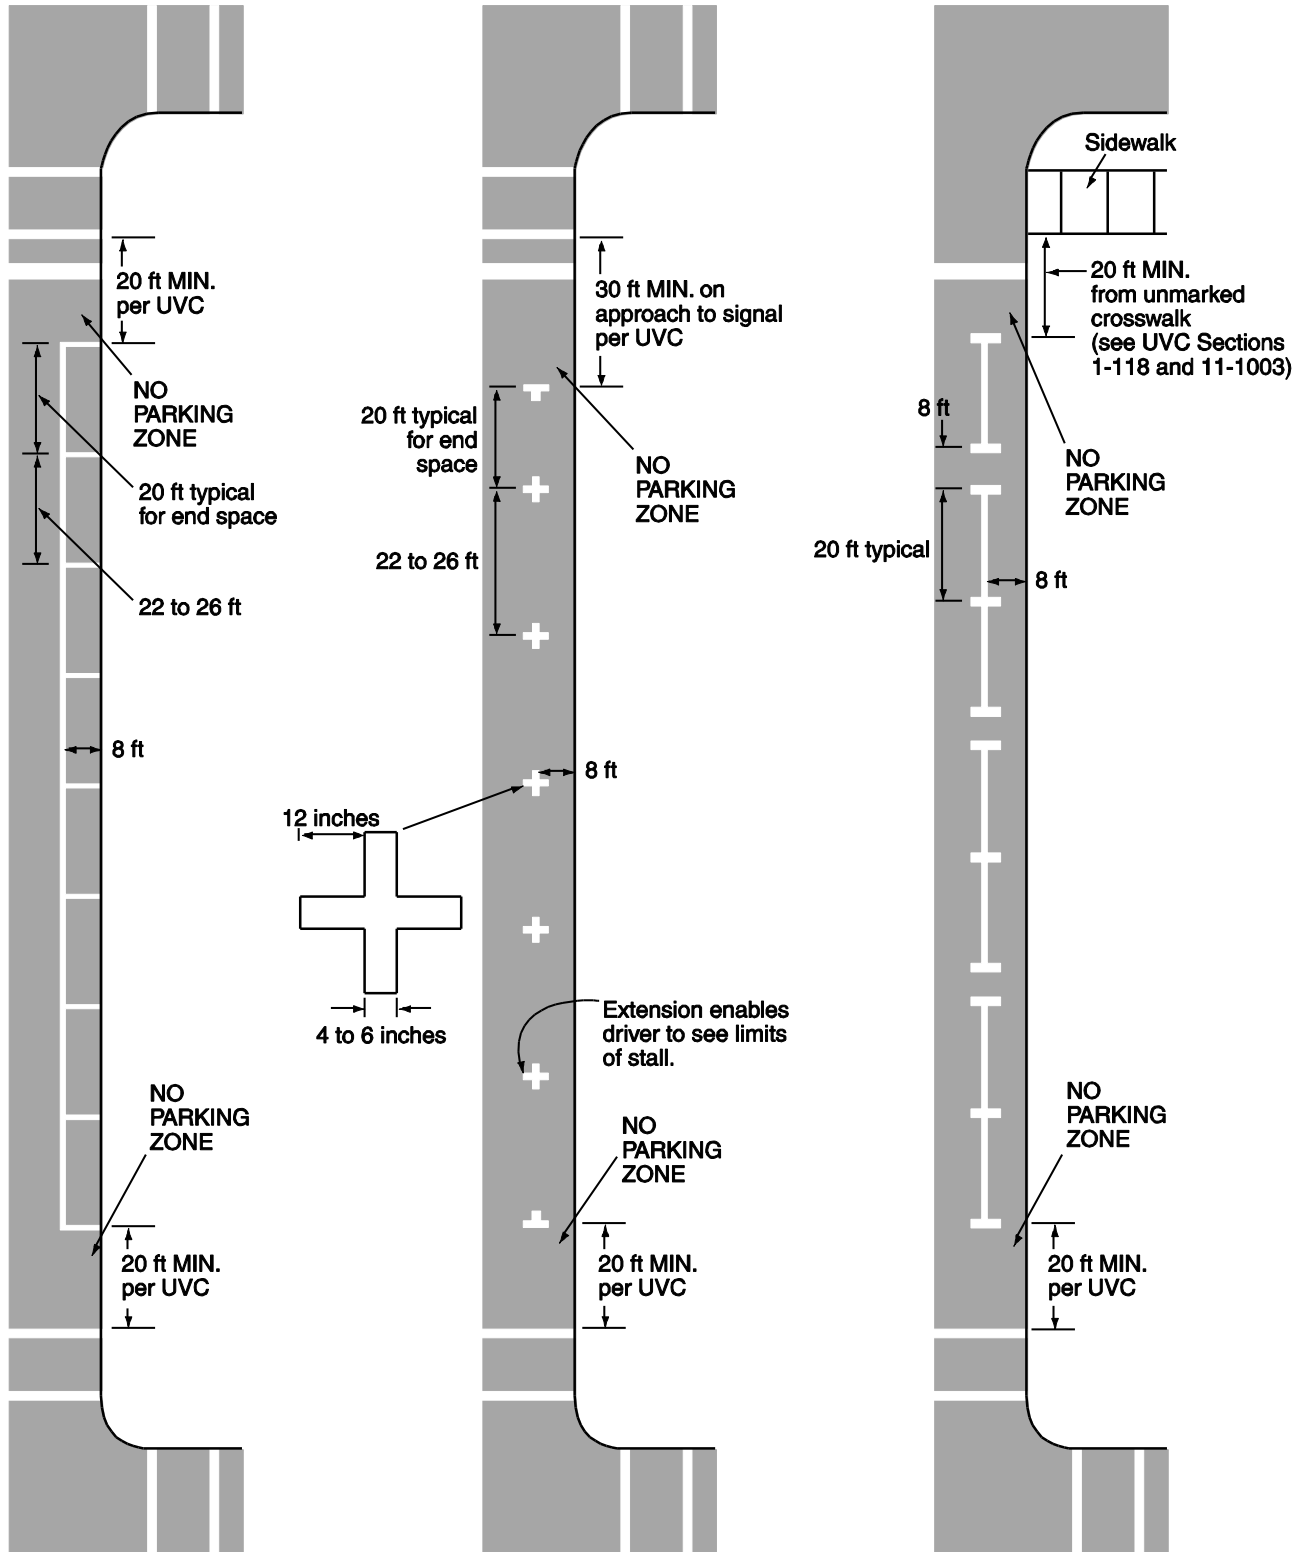 20 ft MIN.
per UVC
NO
PARKING
ZONE
20 ft typical
for end space
22 to 26 ft
8 ft
NO
PARKING
ZONE
20 ft MIN.
per UVC
30 ft MIN. on
approach to signal
per UVC
20 ft typical
for end
space
NO
PARKING
ZONE
22 to 26 ft
8 ft
12 inches
4 to 6 inches
Extension enables
driver to see limits
of stall.
NO
PARKING
ZONE
20 ft MIN.
per UVC
Sidewalk
20 ft MIN.
from unmarked
crosswalk
(see UVC Sections
1-118 and 11-1003)
8 ft
NO
PARKING
ZONE
20 ft typical
8 ft
NO
PARKING
ZONE
20 ft MIN.
per UVC